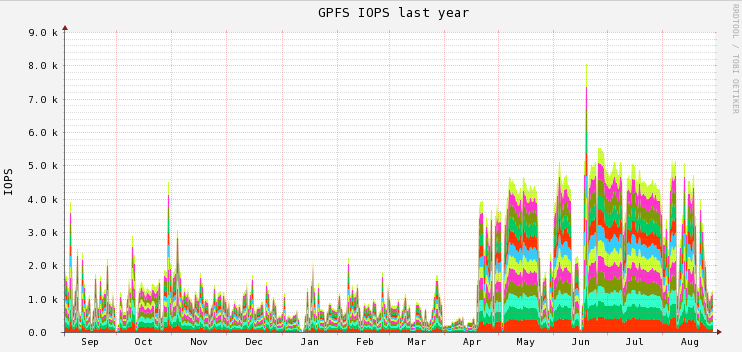 GPFS IOPS last year
RRDTOOL / TOBI OETIKER
IOPS
9.0 k
8.0 k
7.0 k
6.0 k
5.0 k
4.0 k
3.0 k
2.0 k
1.0 k
0.0
Sep Oct Nov Dec Jan Feb Mar Apr May Jun Jul Aug